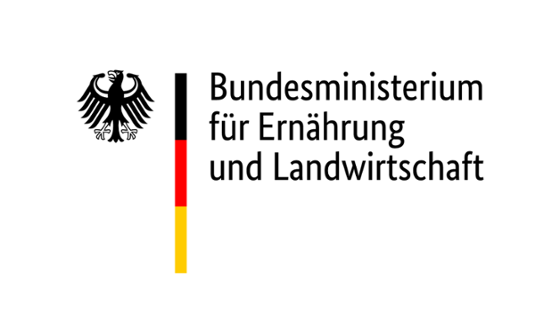 Bundesministerium
für Ernährung
und Landwirtschaft